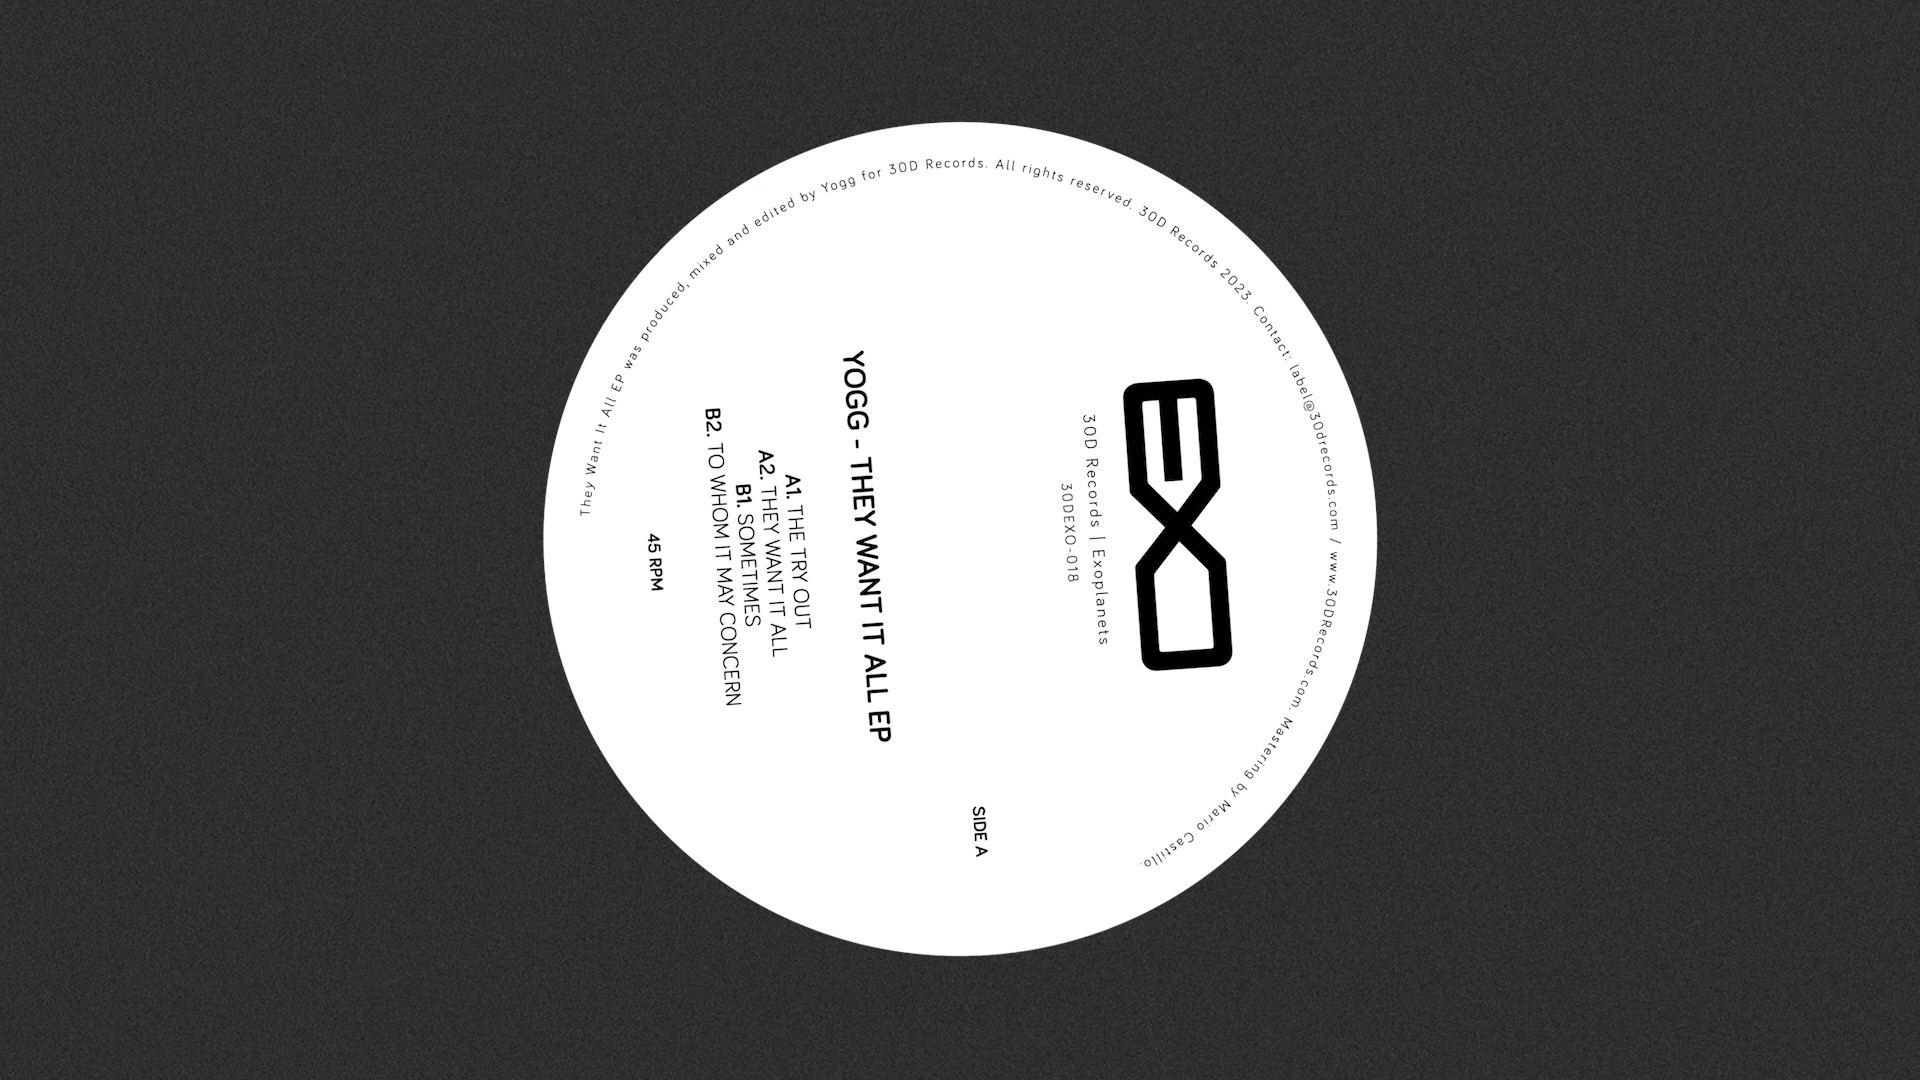 EXO
30D Records | Exoplanets
30DEXO-018
SIDE A
YOGG - THEY WANT IT ALL EP
A1. THE TRY OUT
A2. THEY WANT IT ALL
B1. SOMETIMES
B2. TO WHOM IT MAY CONCERN
45 RPM
They Want It All EP was produced, mixed and edited by Yogg for 30D Records. All rights reserved. 30D Records 2023. Contact: label@30drecords.com / www.30DRecords.com. Mastering by Mario Castillo.